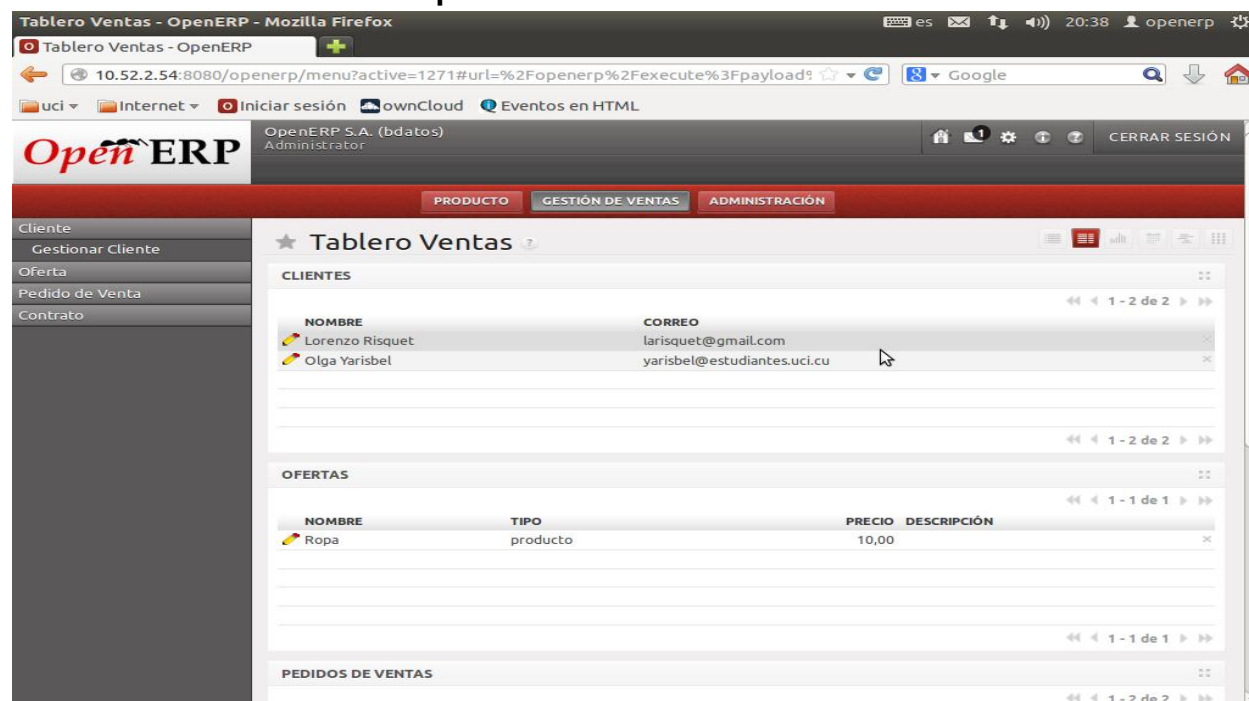 Tablero Ventas - OpenERP - Mozilla Firefox es 20:38 openerp
Tablero Ventas - OpenERP
10.52.2.54:8080/openerp/menu?active=1271#url=%2Fopenerp%2Fexecute%3Fpayload% Google
uci Internet Iniciar sesión ownCloud Eventos en HTML
Open ERP
OpenERP S.A. (bdatos)
Administrator
1 CERRAR SESIÓN
PRODUCTO GESTIÓN DE VENTAS ADMINISTRACIÓN
Cliente
Gestionar Cliente
Oferta
Pedido de Venta
Contrato
Tablero Ventas ?
CLIENTES
1 - 2 de 2
NOMBRE CORREO
Lorenzo Risquet larisquet@gmail.com
Olga Yarisbel yarisbel@estudiantes.uci.cu
1 - 2 de 2
OFERTAS
1 - 1 de 1
NOMBRE TIPO PRECIO DESCRIPCIÓN
Ropa producto 10,00
1 - 1 de 1
PEDIDOS DE VENTAS
1 - 2 de 2